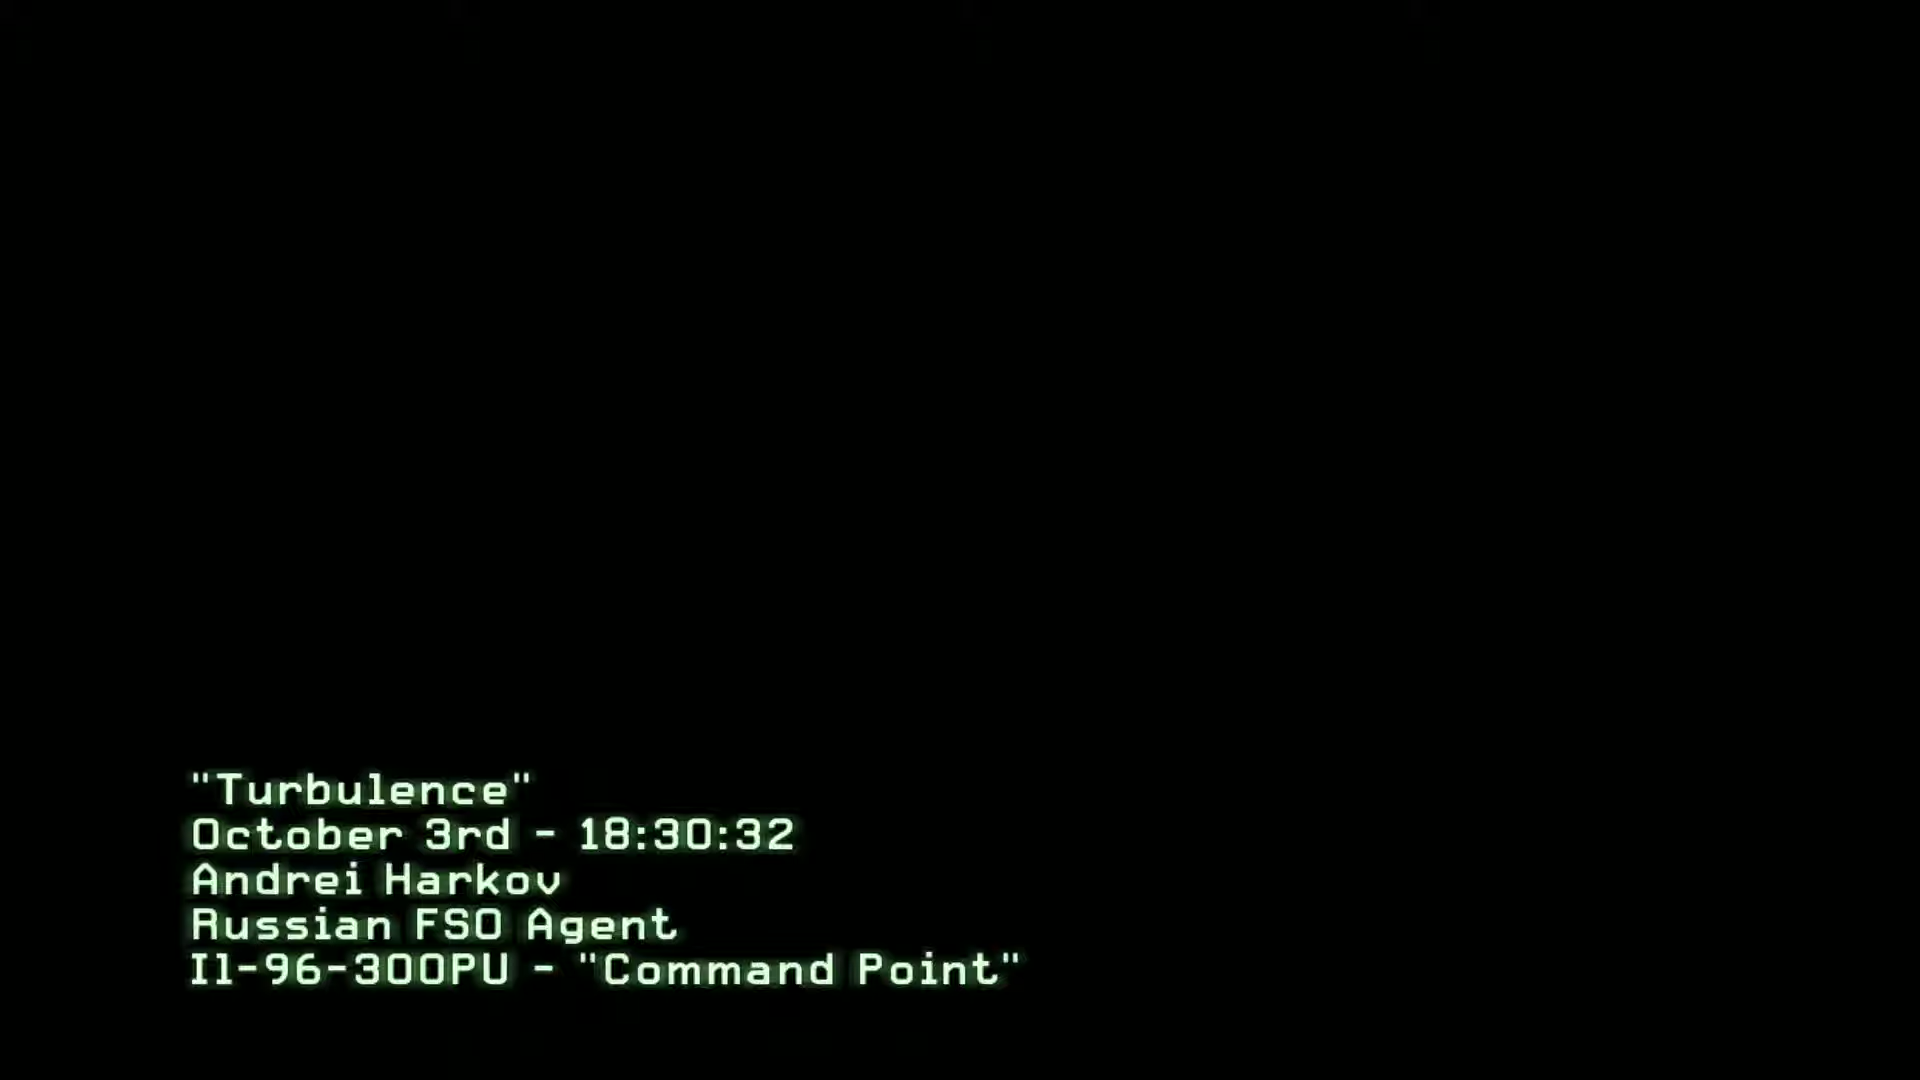 "Turbulence"
October 3rd - 18:30:32
Andrei Harkov
Russian FSO Agent
Il-96-300PU - "Command Point"